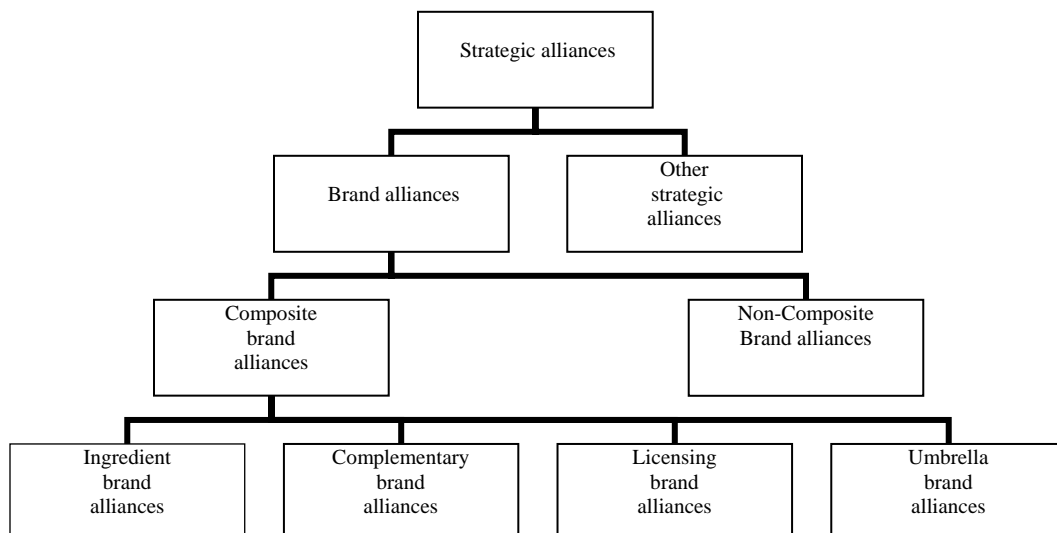 Strategic alliances
Brand alliances
Other
strategic
alliances
Composite
brand
alliances
Non-Composite
Brand alliances
Ingredient
brand
alliances
Complementary
brand
alliances
Licensing
brand
alliances
Umbrella
brand
alliances